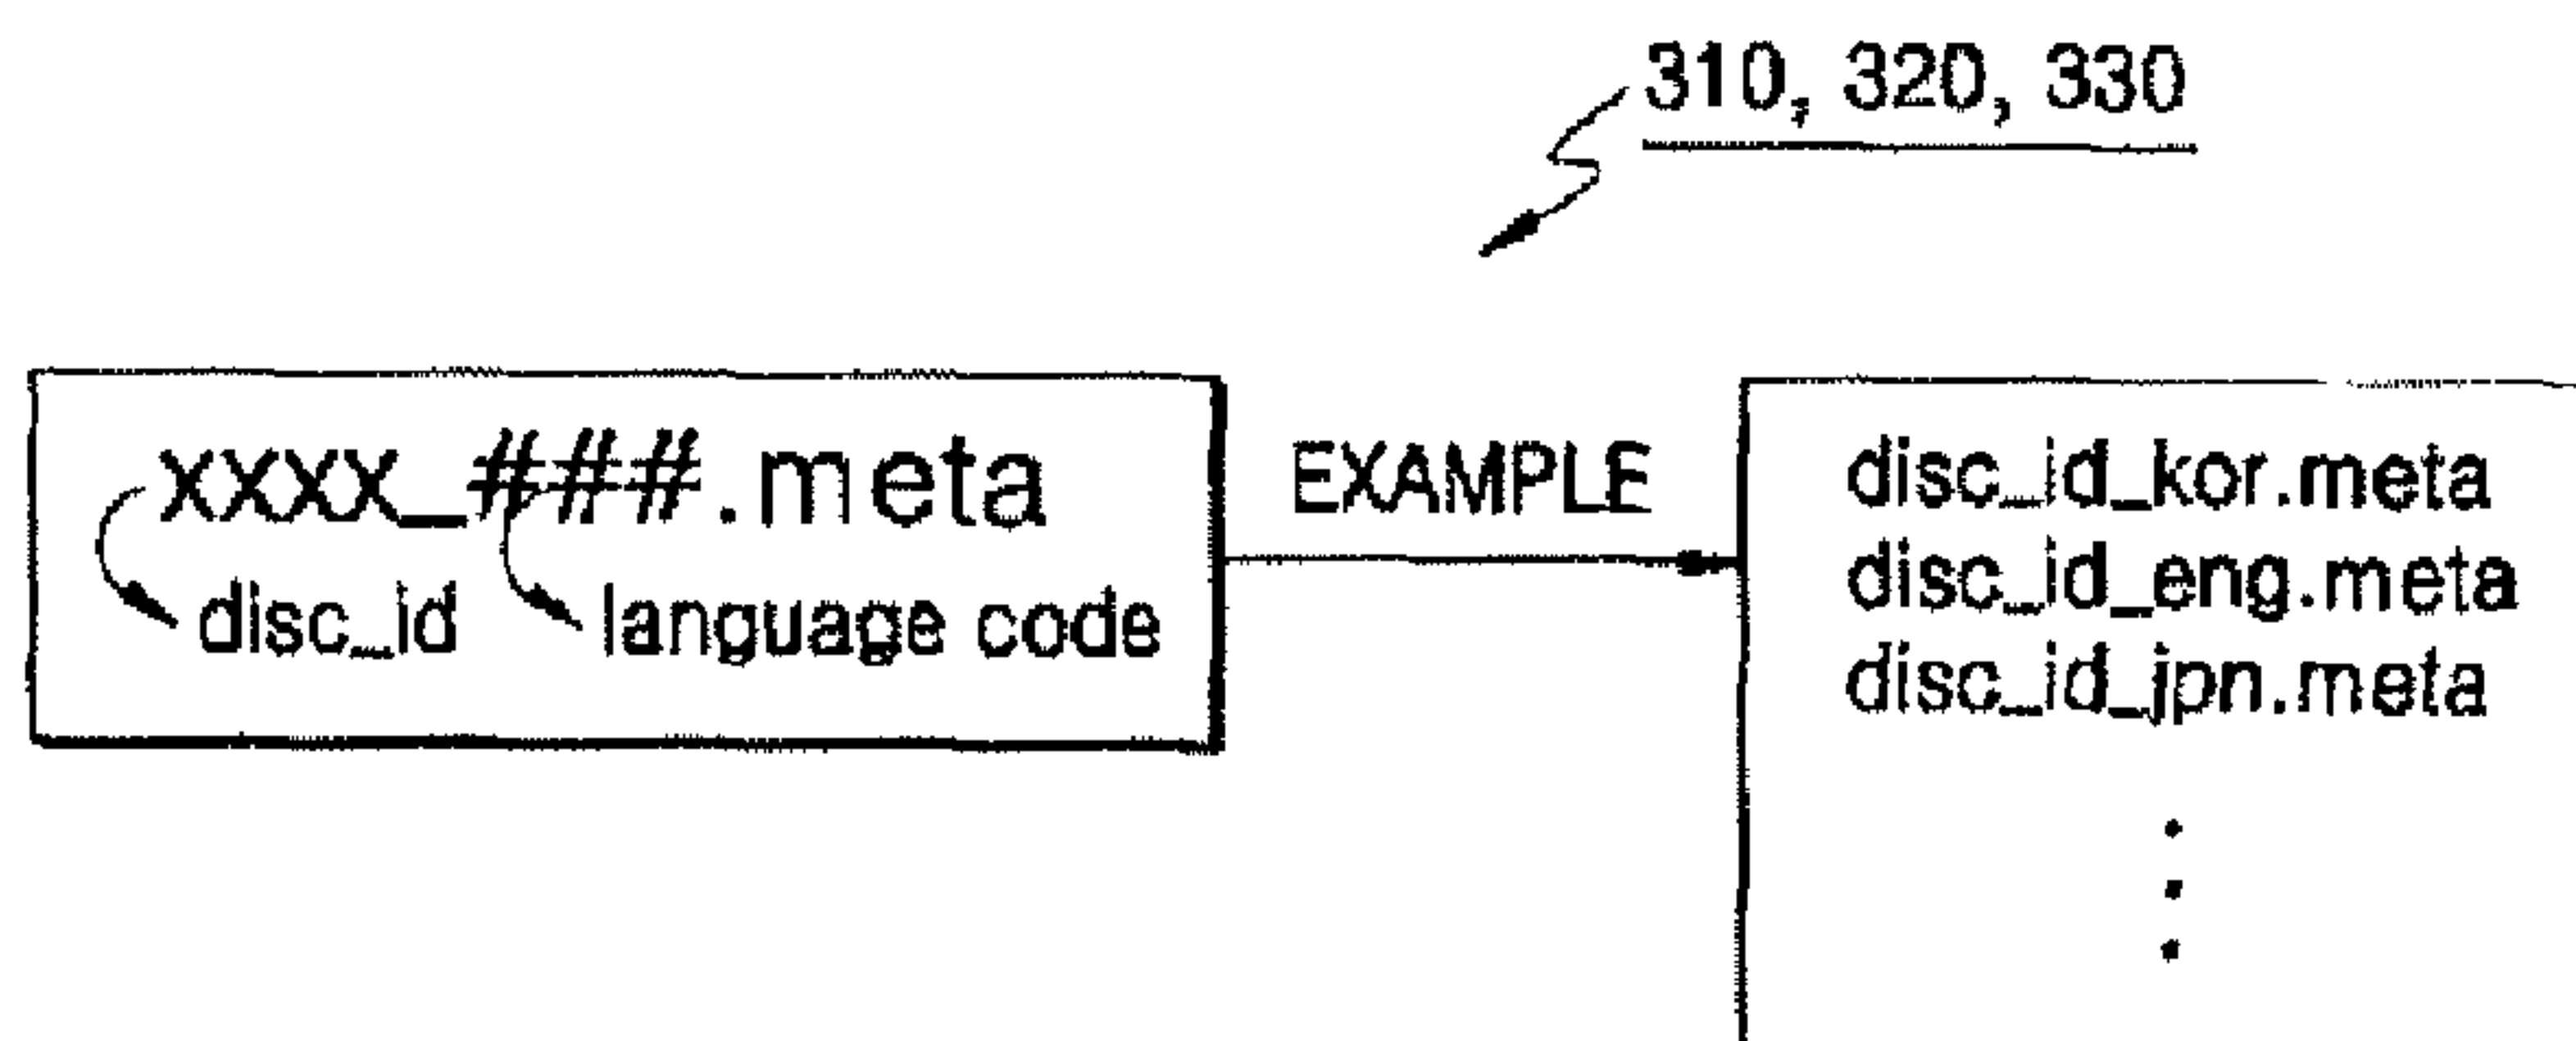 310, 320, 330
xxxx_###.meta
disc_id
language code
EXAMPLE
disc_id_kor.meta
disc_id_eng.meta
disc_id_jpn.meta